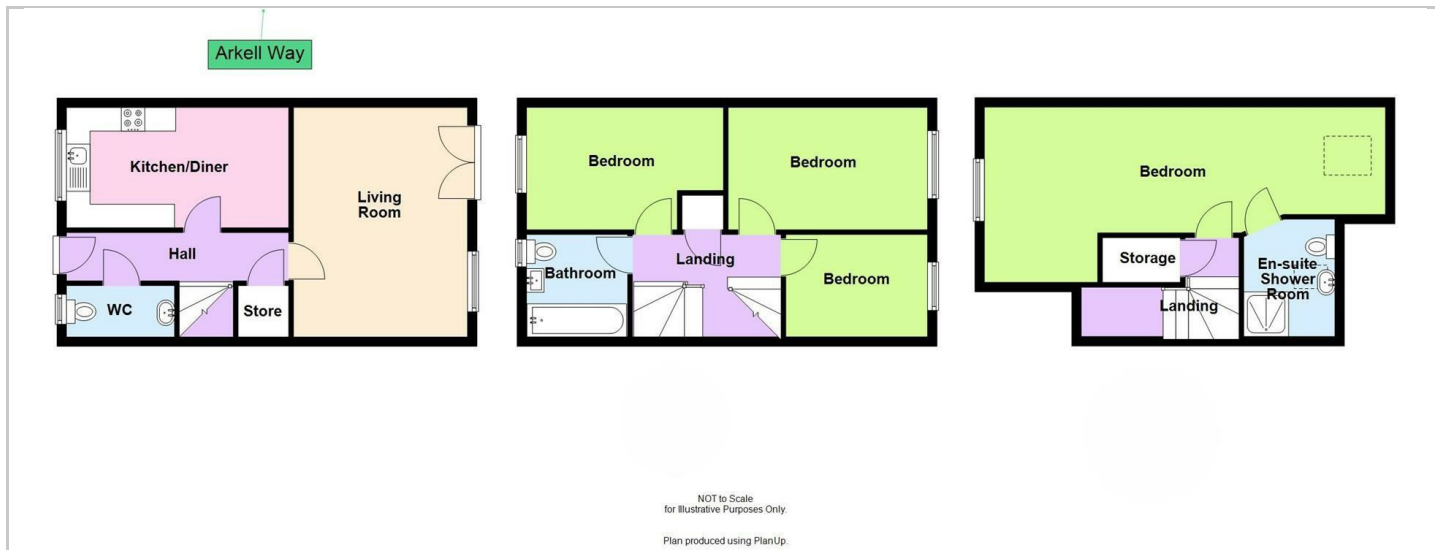 Arkell Way
Kitchen/Diner
Living
Room
Hall
WC
Store
Bedroom
Bedroom
Bathroom
Landing
Bedroom
Bedroom
Storage
Landing
En-suite
Shower
Room
NOT to Scale
for Illustrative Purposes Only.
Plan produced using PlanUp.